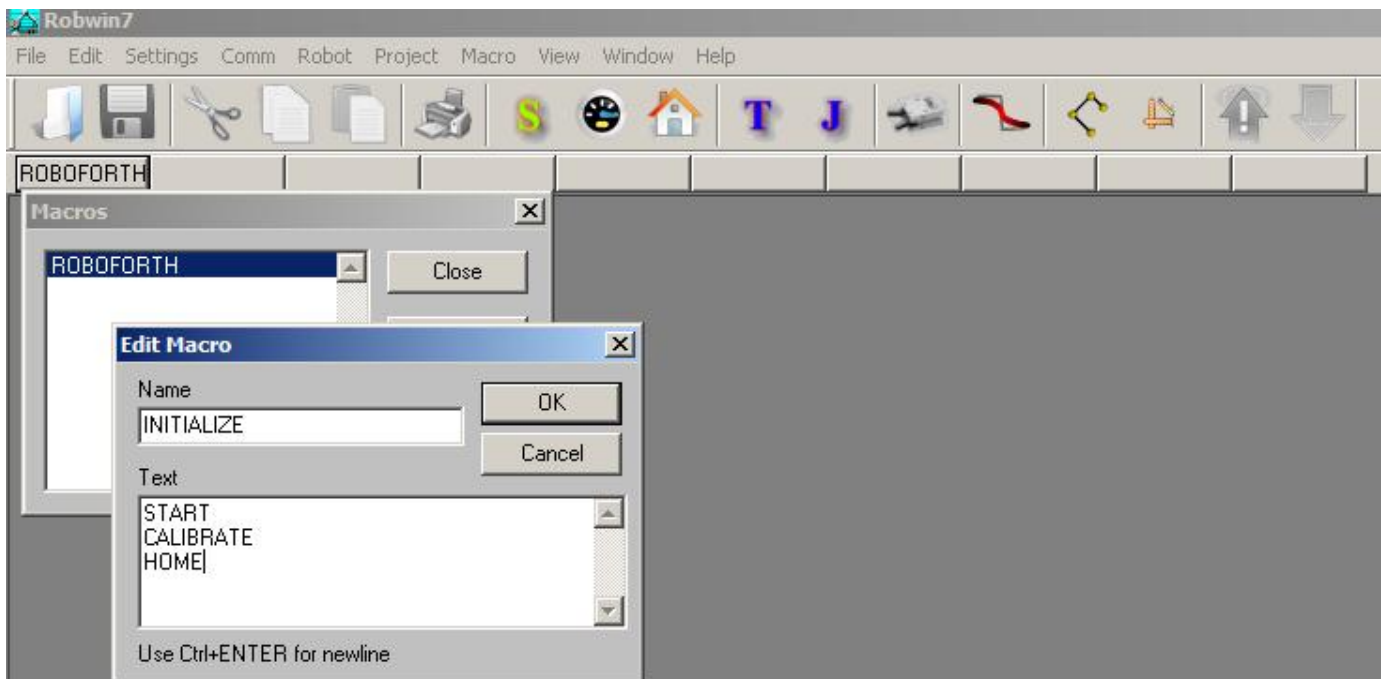 Robwin7
File Edit Settings Comm Robot Project Macro View Window Help
S T J
ROBOFORTH
Macros
ROBOFORTH
Close
Edit Macro
Name
OK
INITIALIZE
Cancel
Text
START
CALIBRATE
HOME
Use Ctrl+ENTER for newline